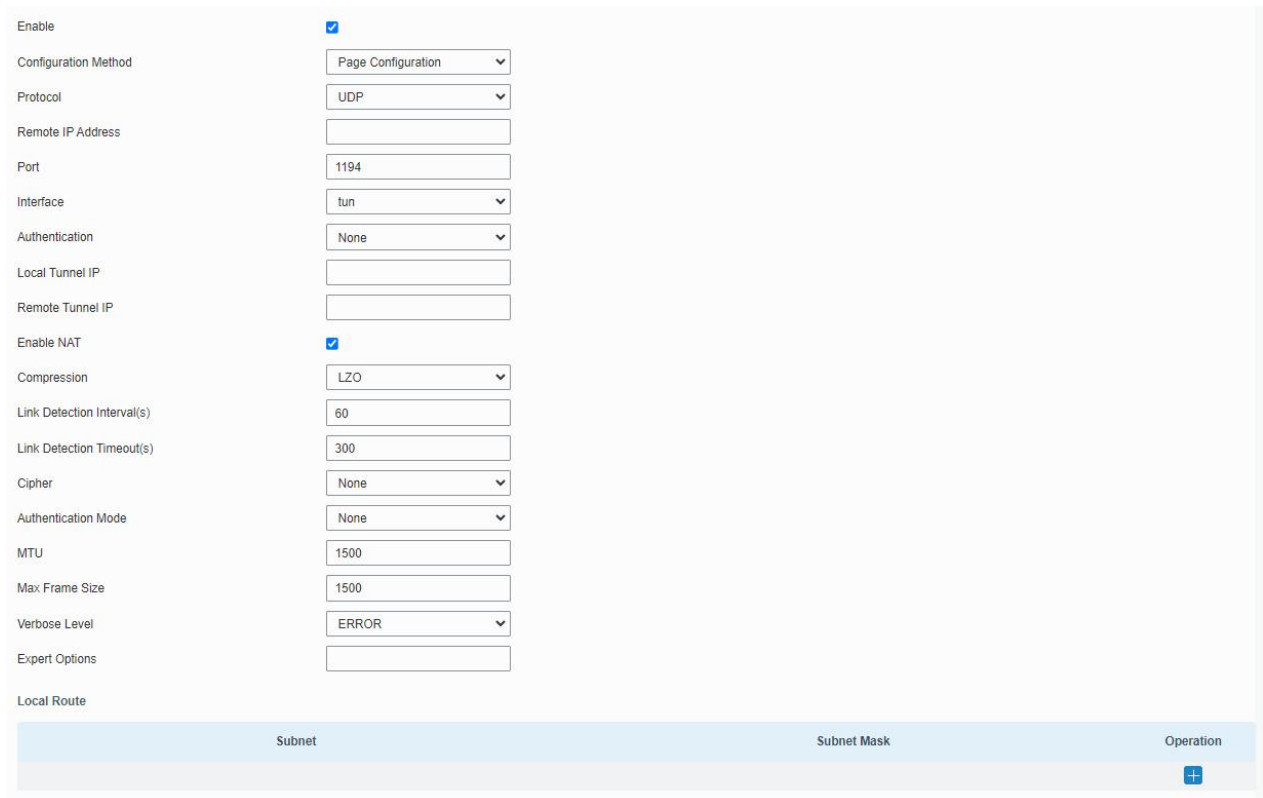 Enable
Configuration Method Page Configuration
Protocol UDP
Remote IP Address
Port 1194
Interface tun
Authentication None
Local Tunnel IP
Remote Tunnel IP
Enable NAT
Compression LZO
Link Detection Interval(s) 60
Link Detection Timeout(s) 300
Cipher None
Authentication Mode None
MTU 1500
Max Frame Size 1500
Verbose Level ERROR
Expert Options
Local Route
Subnet Subnet Mask Operation